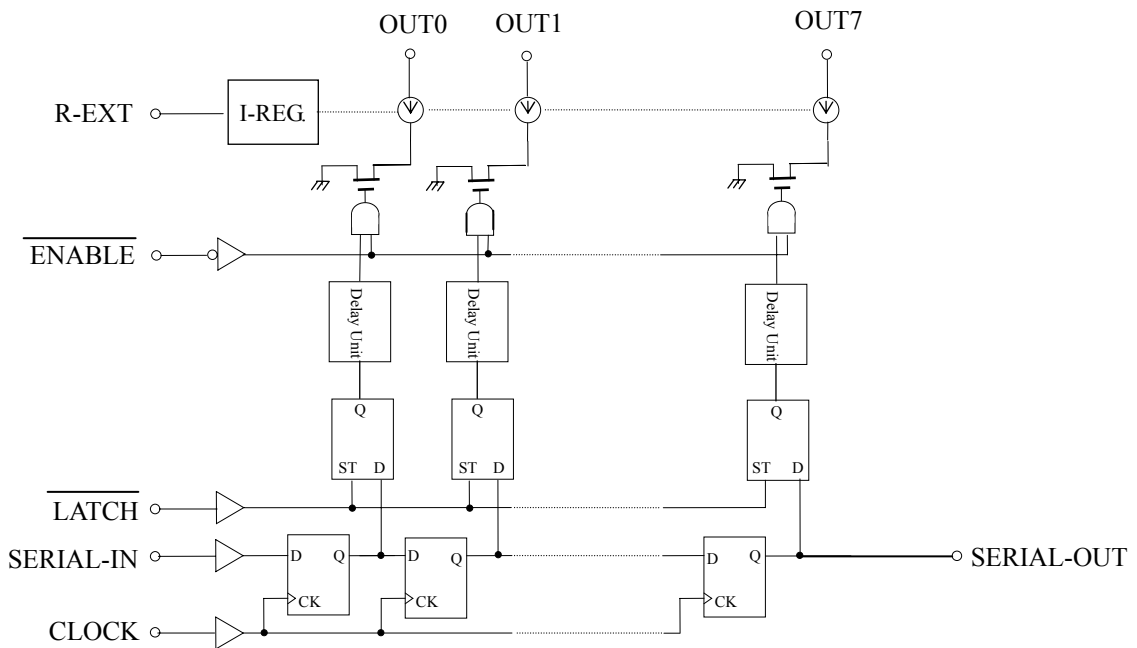 OUT0 OUT1 OUT7
R-EXT I-REG.
ENABLE
Delay Unit Delay Unit Delay Unit
Q Q Q
ST D ST D ST D
LATCH
SERIAL-IN D Q D Q D Q SERIAL-OUT
CK CK CK
CLOCK